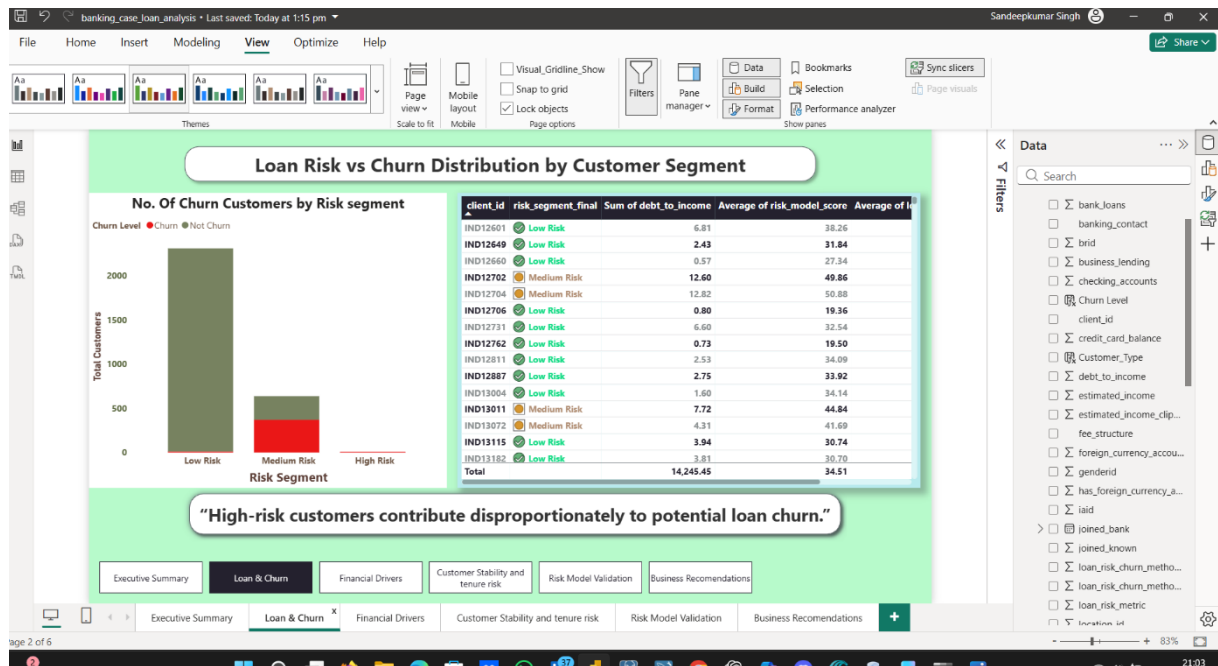 banking_case_loan_analysis • Last saved: Today at 1:15 pm
Sandeepkumar Singh
File Home Insert Modeling View Optimize Help
Share
Aa Aa Aa Aa Aa Aa
Themes
Page view
Scale to fit
Mobile layout
Mobile
Visual_Gridline_Show
Snap to grid
Lock objects
Page options
Filters
Pane manager
Data Bookmarks Sync slicers
Build Selection Page visuals
Format Performance analyzer
Show panes
Loan Risk vs Churn Distribution by Customer Segment
No. Of Churn Customers by Risk segment
Churn Level Churn Not Churn
Total Customers
2000
1500
1000
500
0
Low Risk Medium Risk High Risk
Risk Segment
client_id risk_segment_final Sum of debt_to_income Average of risk_model_score Average of
IND12601 Low Risk 6.81 38.26
IND12649 Low Risk 2.43 31.84
IND12660 Low Risk 0.57 27.34
IND12702 Medium Risk 12.60 49.86
IND12704 Medium Risk 12.82 50.88
IND12706 Low Risk 0.80 19.36
IND12731 Low Risk 6.60 32.54
IND12762 Low Risk 0.73 19.50
IND12811 Low Risk 2.53 34.09
IND12887 Low Risk 2.75 33.92
IND13004 Low Risk 1.60 34.14
IND13011 Medium Risk 7.72 44.84
IND13072 Medium Risk 4.31 41.69
IND13115 Low Risk 3.94 30.74
IND13182 Low Risk 3.81 30.70
Total 14,245.45 34.51
“High-risk customers contribute disproportionately to potential loan churn.”
Executive Summary
Loan & Churn
Financial Drivers
Customer Stability and
tenure risk
Risk Model Validation
Business Recomendations
Filters
Data
Search
bank_loans
banking_contact
brid
business_lending
checking_accounts
Churn Level
client_id
credit_card_balance
Customer_Type
debt_to_income
estimated_income
estimated_income_clip...
fee_structure
foreign_currency_accou...
genderid
has_foreign_currency_a...
iaid
joined_bank
joined_known
loan_risk_churn_metho...
loan_risk_churn_metho...
loan_risk_metric
location_id
Executive Summary Loan & Churn x Financial Drivers Customer Stability and tenure risk Risk Model Validation Business Recomendations +
age 2 of 6
83%
2
37
21:03